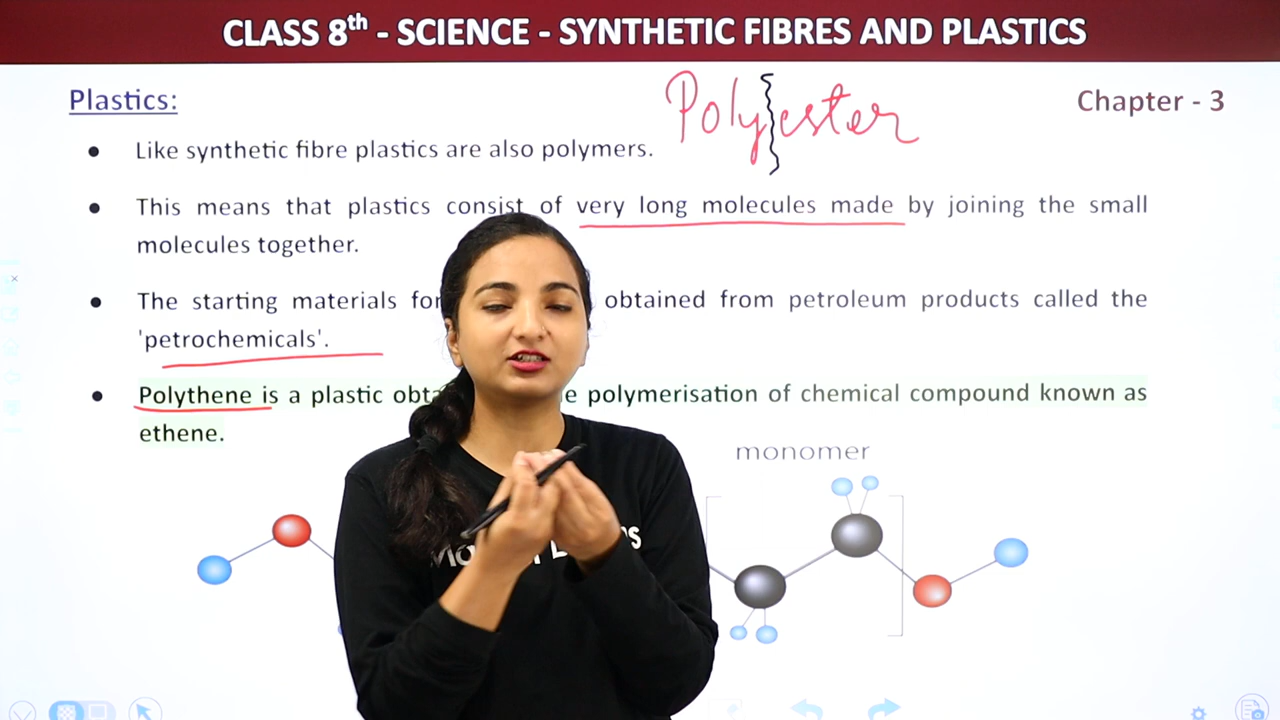 CLASS 8th - SCIENCE - SYNTHETIC FIBRES AND PLASTICS
Plastics:
Polyester
Chapter - 3
Like synthetic fibre plastics are also polymers.
This means that plastics consist of very long molecules made by joining the small
molecules together.
The starting materials for obtained from petroleum products called the
'petrochemicals'.
Polythene is a plastic polymerisation of chemical compound known as
ethene.
monomer